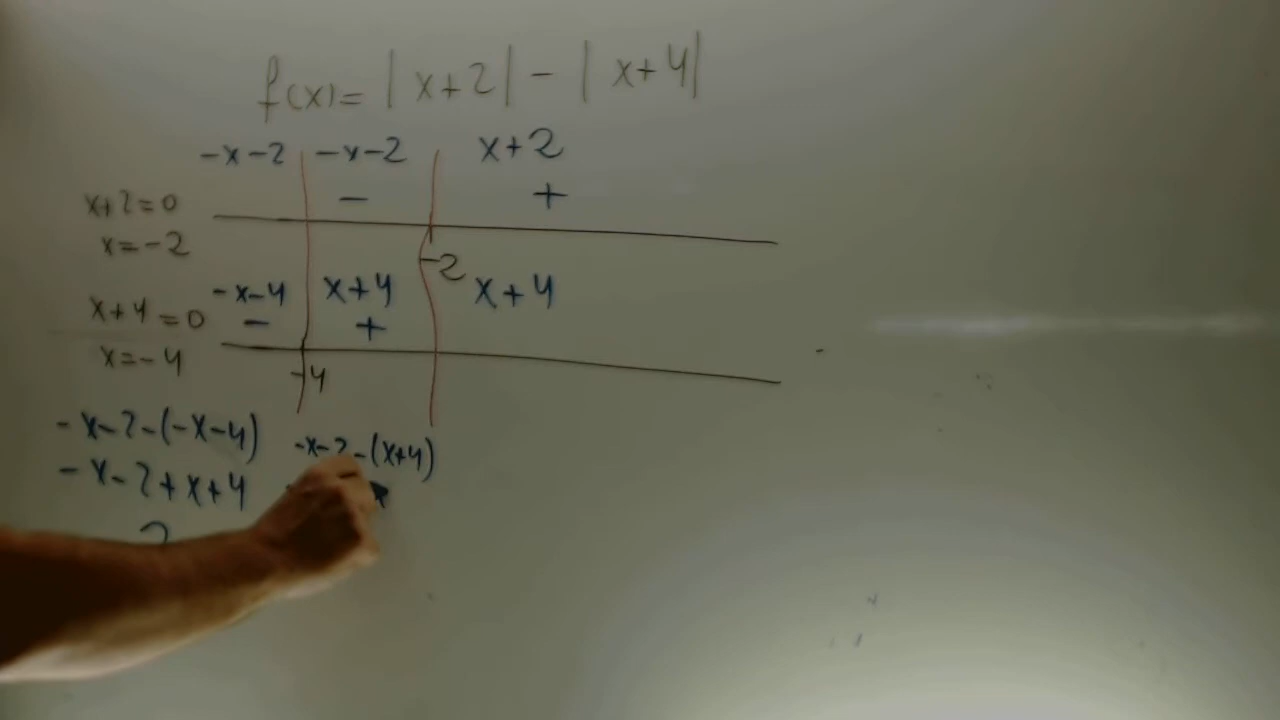 f(x)= |x+2| - |x+4|
-x-2 -x-2 x+2
- +
x+2=0
x=-2
-2
-x-4 x+4 x+4
x+4=0
- +
x=-4
-4
-x-2-(-x-4) -x-2-(x+4)
-x-2+x+4
2